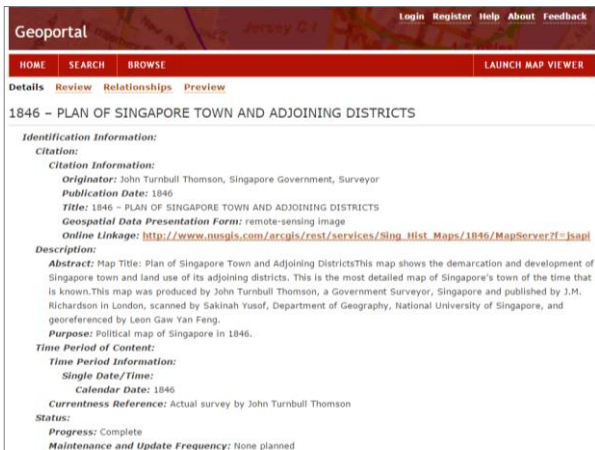 Login Register Help About Feedback
Geoportal
HOME SEARCH BROWSE LAUNCH MAP VIEWER
Details Review Relationships Preview
1846 – PLAN OF SINGAPORE TOWN AND ADJOINING DISTRICTS
Identification Information:
Citation:
Citation Information:
Originator: John Turnbull Thomson, Singapore Government, Surveyor
Publication Date: 1846
Title: 1846 – PLAN OF SINGAPORE TOWN AND ADJOINING DISTRICTS
Geospatial Data Presentation Form: remote-sensing image
Online Linkage: http://www.nusgis.com/arcgis/rest/services/Sing_Hist_Maps/1846/MapServer?f=jsapi
Description:
Abstract: Map Title: Plan of Singapore Town and Adjoining DistrictsThis map shows the demarcation and development of
Singapore town and land use of its adjoining districts. This is the most detailed map of Singapore's town of the time that
is known.This map was produced by John Turnbull Thomson, a Government Surveyor, Singapore and published by J.M.
Richardson in London, scanned by Sakinah Yusof, Department of Geography, National University of Singapore, and
georeferenced by Leon Gaw Yan Feng.
Purpose: Political map of Singapore in 1846.
Time Period of Content:
Time Period Information:
Single Date/Time:
Calendar Date: 1846
Currentness Reference: Actual survey by John Turnbull Thomson
Status:
Progress: Complete
Maintenance and Update Frequency: None planned